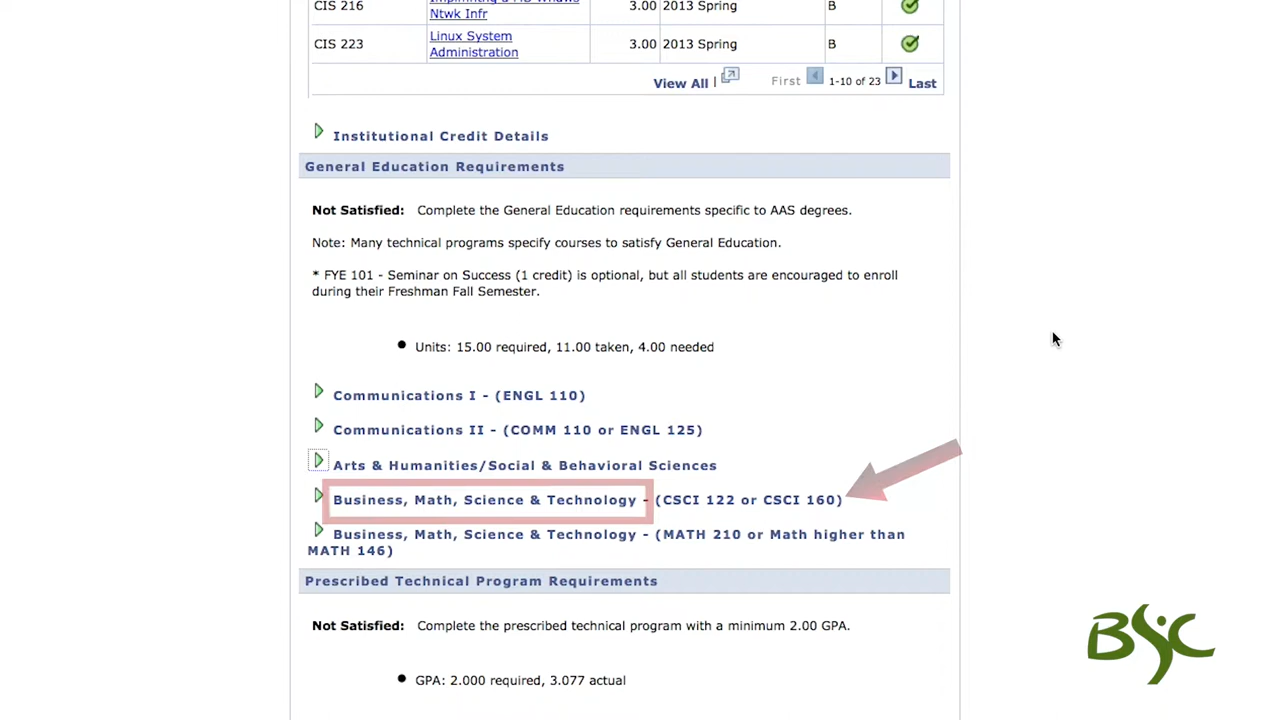 CIS 216 Implmntng a MS Wndws Ntwk Infr 3.00 2013 Spring B
CIS 223 Linux System Administration 3.00 2013 Spring B
View All | First 1-10 of 23 Last
Institutional Credit Details
General Education Requirements
Not Satisfied: Complete the General Education requirements specific to AAS degrees.
Note: Many technical programs specify courses to satisfy General Education.
* FYE 101 - Seminar on Success (1 credit) is optional, but all students are encouraged to enroll
during their Freshman Fall Semester.
Units: 15.00 required, 11.00 taken, 4.00 needed
Communications I - (ENGL 110)
Communications II - (COMM 110 or ENGL 125)
Arts & Humanities/Social & Behavioral Sciences
Business, Math, Science & Technology - (CSCI 122 or CSCI 160)
Business, Math, Science & Technology - (MATH 210 or Math higher than
MATH 146)
Prescribed Technical Program Requirements
Not Satisfied: Complete the prescribed technical program with a minimum 2.00 GPA.
GPA: 2.000 required, 3.077 actual
BSC